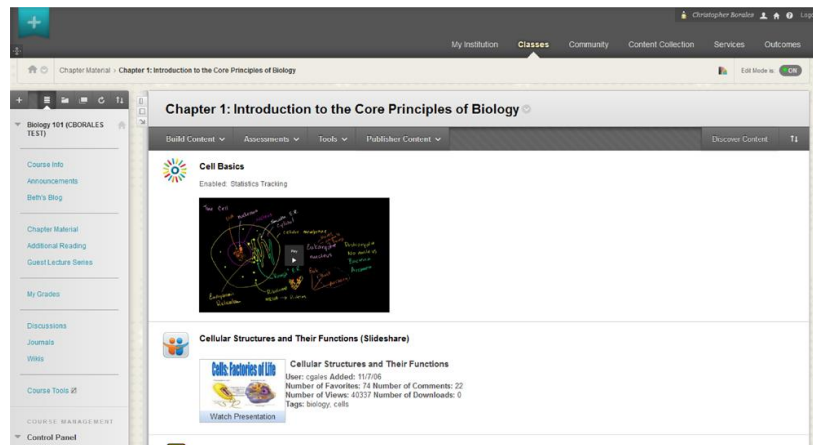 Christopher Borales
My Institution Classes Community Content Collection Services Outcomes
Chapter Material > Chapter 1: Introduction to the Core Principles of Biology
Edit Mode is: ON
Biology 101 (CBORALES
TEST)
Course Info
Announcements
Beth's Blog
Chapter Material
Additional Reading
Guest Lecture Series
My Grades
Discussions
Journals
Wikis
Course Tools
COURSE MANAGEMENT
Control Panel
Chapter 1: Introduction to the Core Principles of Biology
Build Content Assessments Tools Publisher Content Discover Content
Cell Basics
Enabled: Statistics Tracking
The Cell
Play
Eukaryotic
nucleus
Cellular Structures and Their Functions (Slideshare)
Cells: Factories of Life
Watch Presentation
Cellular Structures and Their Functions
User: cgales Added: 11/7/06
Number of Favorites: 74 Number of Comments: 22
Number of Views: 40337 Number of Downloads: 0
Tags: biology, cells